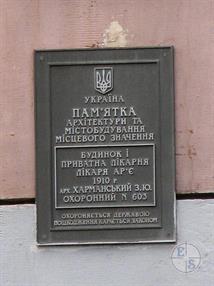 УКРАЇНА
ПАМ'ЯТКА
АРХІТЕКТУРИ ТА
МІСТОБУДУВАННЯ
МІСЦЕВОГО ЗНАЧЕННЯ
БУДИНОК І
ПРИВАТНА ЛІКАРНЯ
ЛІКАРЯ АР'Є
1910 р.
АРХ. ХАРМАНСЬКИЙ З.Ю.
ОХОРОННИЙ N 603
ОХОРОНЯЄТЬСЯ ДЕРЖАВОЮ
ПОШКОДЖЕННЯ КАРАЄТЬСЯ ЗАКОНОМ